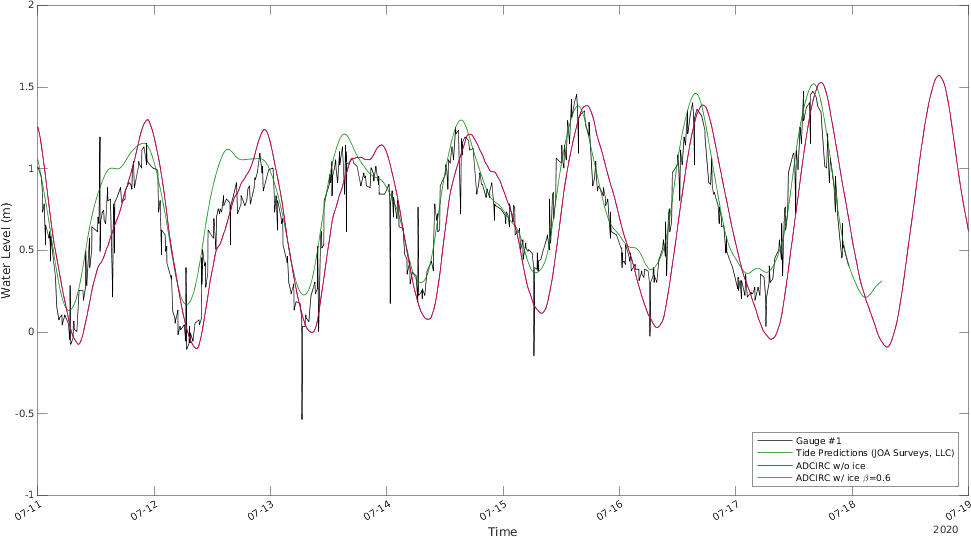 2
1.5
1
0.5
0
-0.5
-1
Water Level (m)
07-11 07-12 07-13 07-14 07-15 07-16 07-17 07-18 07-19
Time
2020
Gauge #1
Tide Predictions (JOA Surveys, LLC)
ADCIRC w/o ice
ADCIRC w/ ice β=0.6